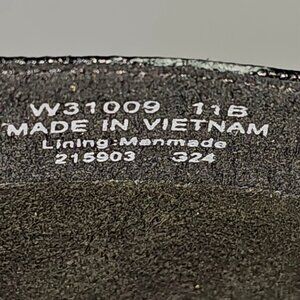 W31009 11B
MADE IN VIETNAM
Lining:Manmade
215903 324